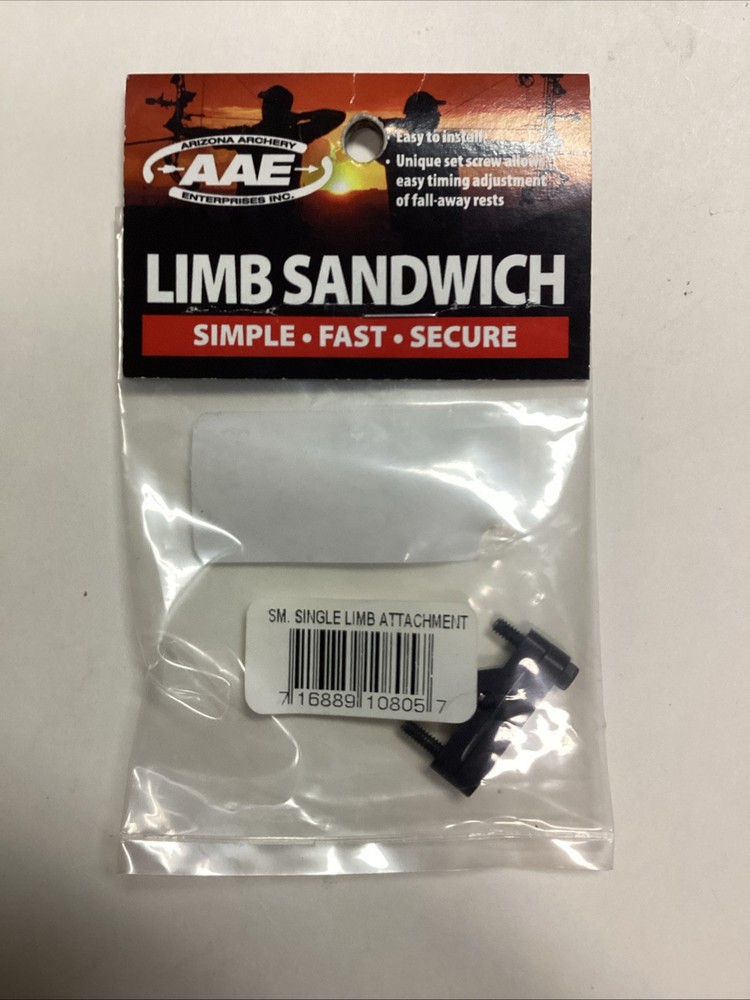 ARIZONA ARCHERY
AAE
ENTERPRISES INC.
• Easy to install
• Unique set screw allows
easy timing adjustment
of fall-away rests
LIMB SANDWICH
SIMPLE • FAST • SECURE
SM. SINGLE LIMB ATTACHMENT
7 16889 10805 7